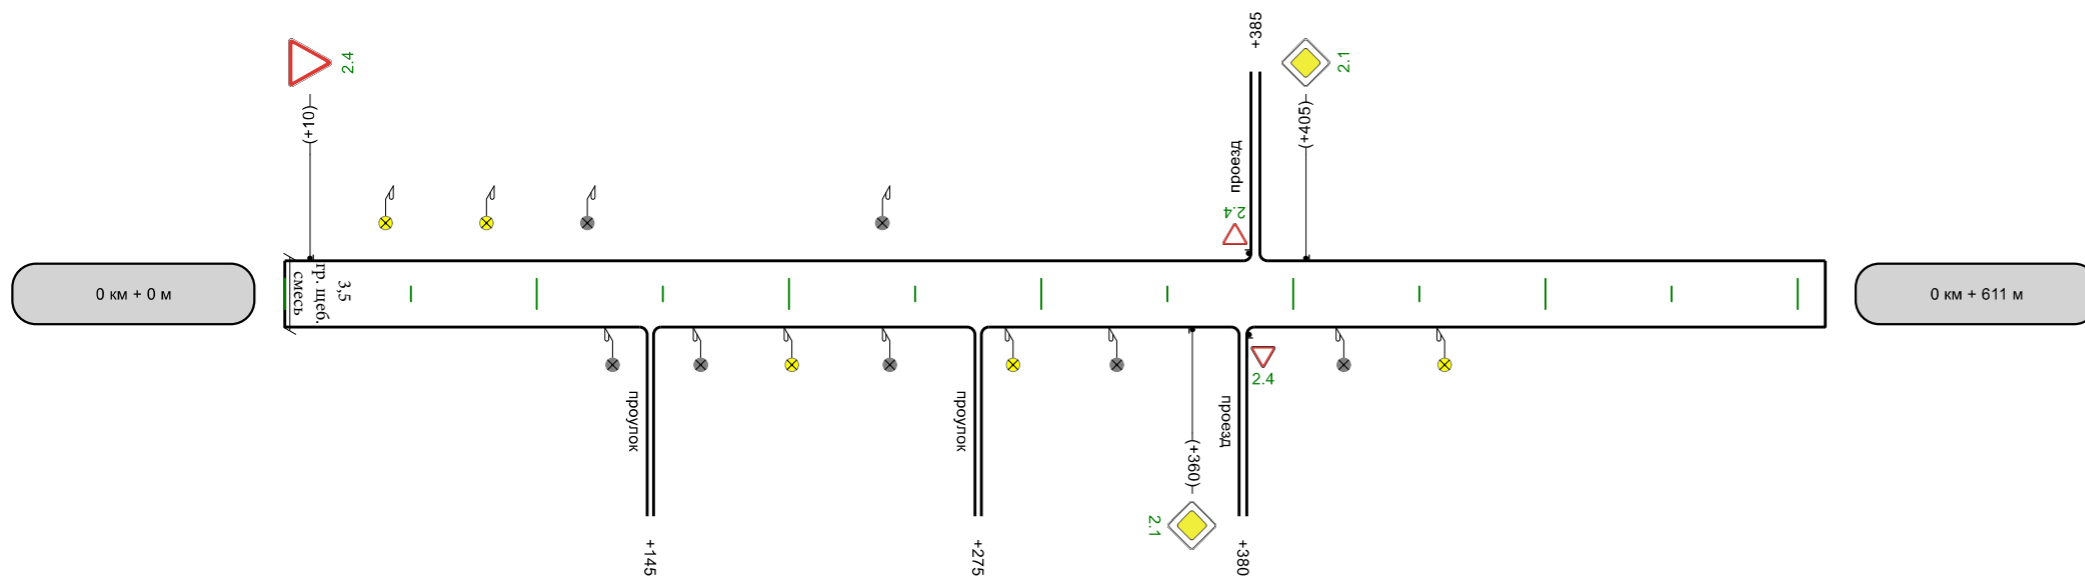 +385
2.4
2.1
(+10)
(+405)
проезд
2.4
0 км + 0 м
гр. щеб.
смесь
3,5
0 км + 611 м
2.4
проулок
проулок
проезд
(+360)
2.1
+145
+275
+380